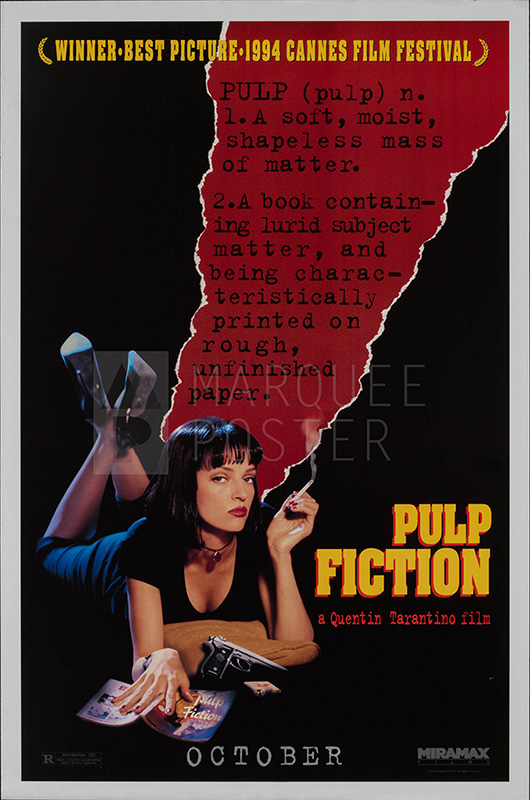 WINNER•BEST PICTURE•1994 CANNES FILM FESTIVAL
PULP (pulp) n.
1.A soft, moist,
shapeless mass
of matter.
2.A book contain-
ing lurid subject
matter, and
being charac-
teristically
printed on
rough,
unfinished
paper.
MARQUEE
POSTER
PULP
FICTION
a Quentin Tarantino film
Pulp
Fiction
OCTOBER
R
RESTRICTED
MIRAMAX
FILMS